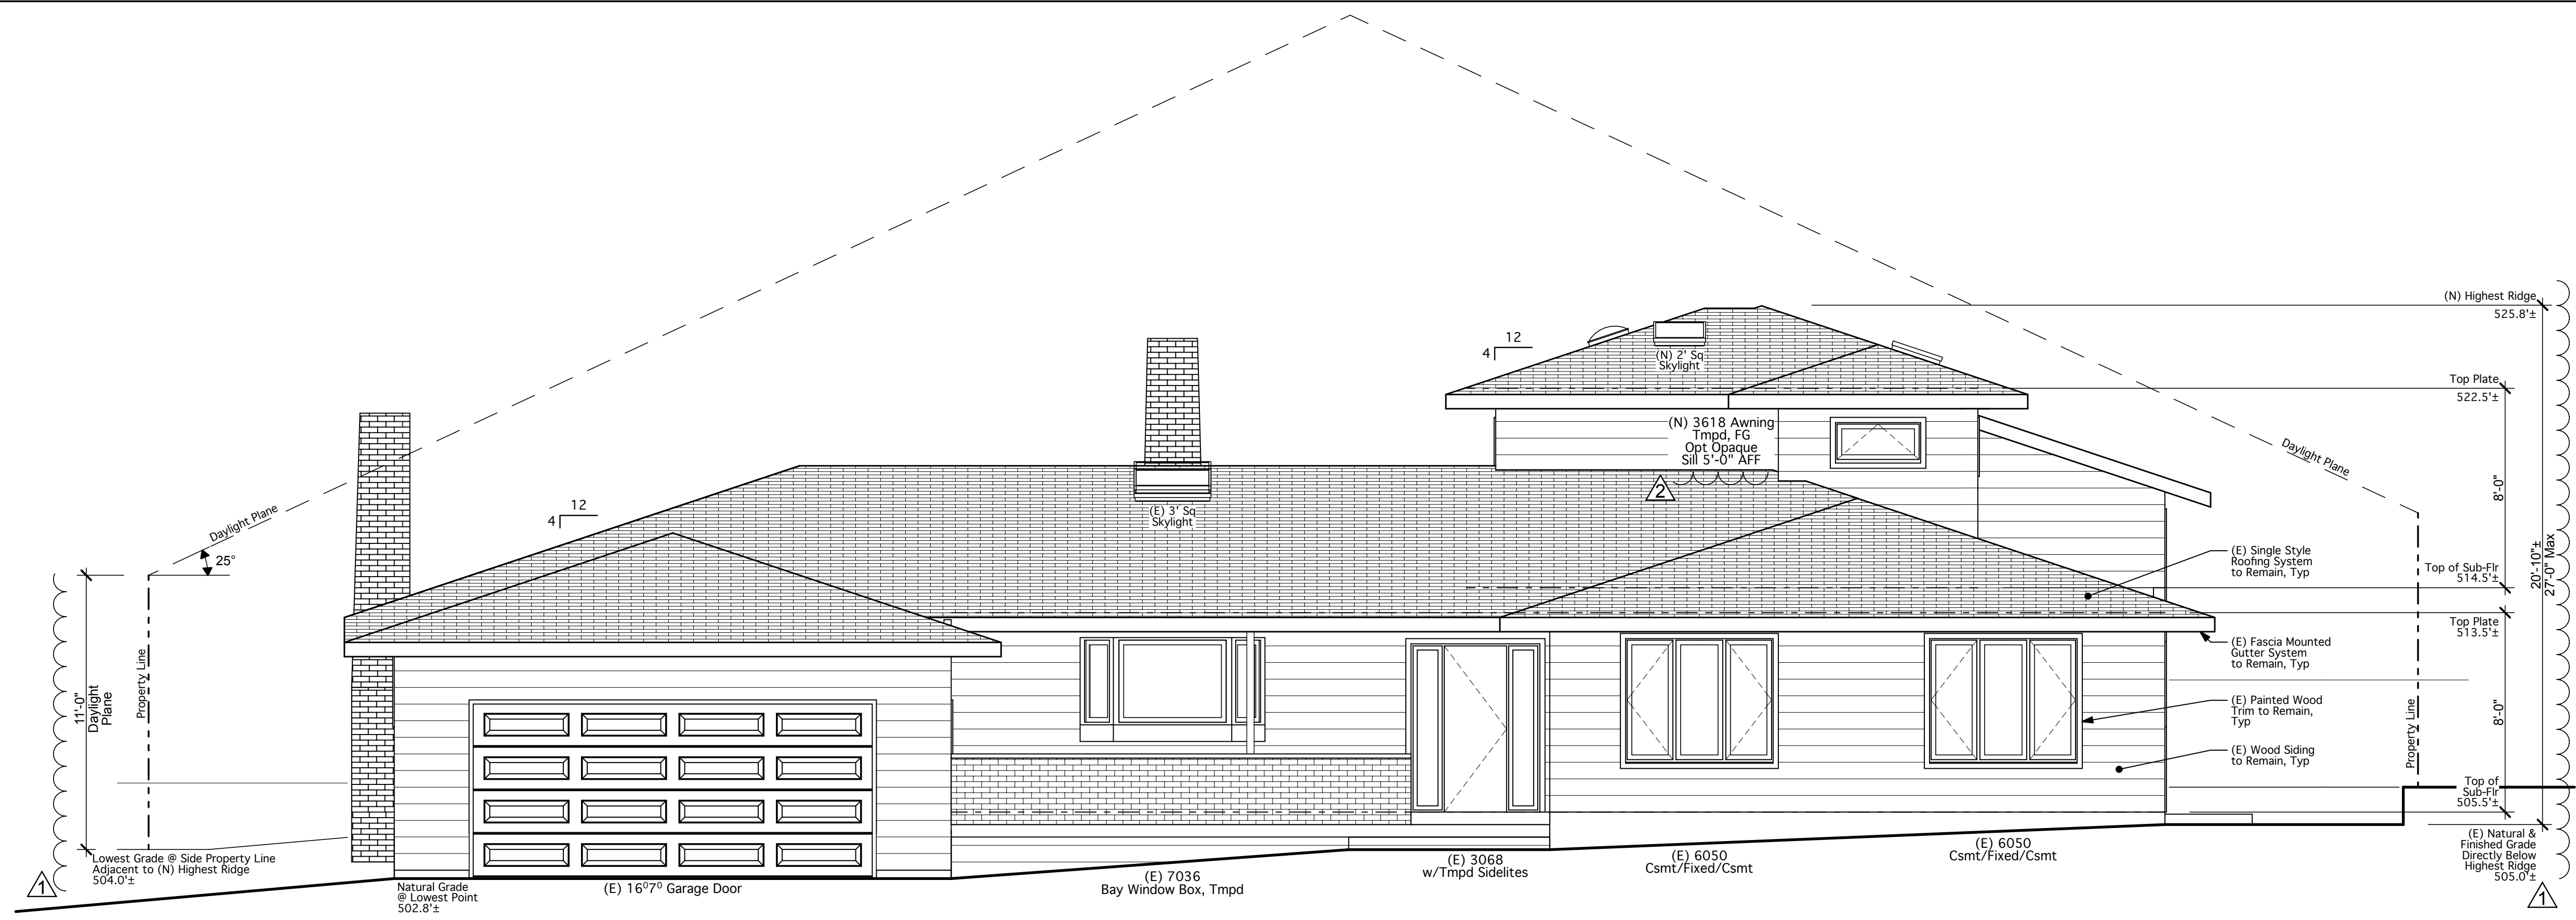 12
4
(N) 2' Sq
Skylight
(N) Highest Ridge
525.8'±
Top Plate
522.5'±
(N) 3618 Awning
Tmpd, FG
Opt Opaque
Sill 5'-0" AFF
2
Daylight Plane
8'-0"
12
4
(E) 3' Sq
Skylight
Daylight Plane
25°
(E) Single Style
Roofing System
to Remain, Typ
20'-10"±
27'-0" Max
Top of Sub-Flr
514.5'±
Top Plate
513.5'±
(E) Fascia Mounted
Gutter System
to Remain, Typ
11'-0"
Daylight
Plane
Property Line
(E) Painted Wood
Trim to Remain,
Typ
Property Line
8'-0"
(E) Wood Siding
to Remain, Typ
Top of
Sub-Flr
505.5'±
Lowest Grade @ Side Property Line
Adjacent to (N) Highest Ridge
504.0'±
1
Natural Grade
@ Lowest Point
502.8'±
(E) 16⁰7⁰ Garage Door
(E) 7036
Bay Window Box, Tmpd
(E) 3068
w/Tmpd Sidelites
(E) 6050
Csmt/Fixed/Csmt
(E) 6050
Csmt/Fixed/Csmt
(E) Natural &
Finished Grade
Directly Below
Highest Ridge
505.0'±
1